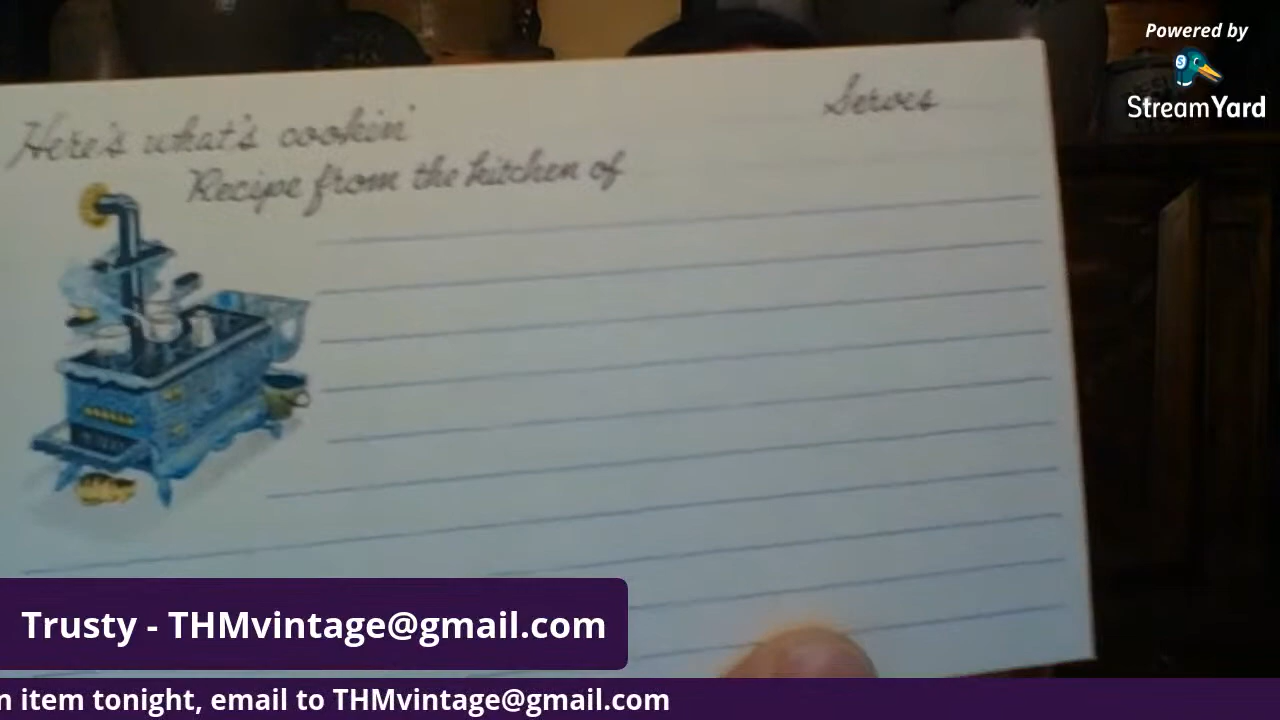 Powered by
StreamYard
Here's what's cookin' Serves
Recipe from the kitchen of
Trusty - THMvintage@gmail.com
n item tonight, email to THMvintage@gmail.com